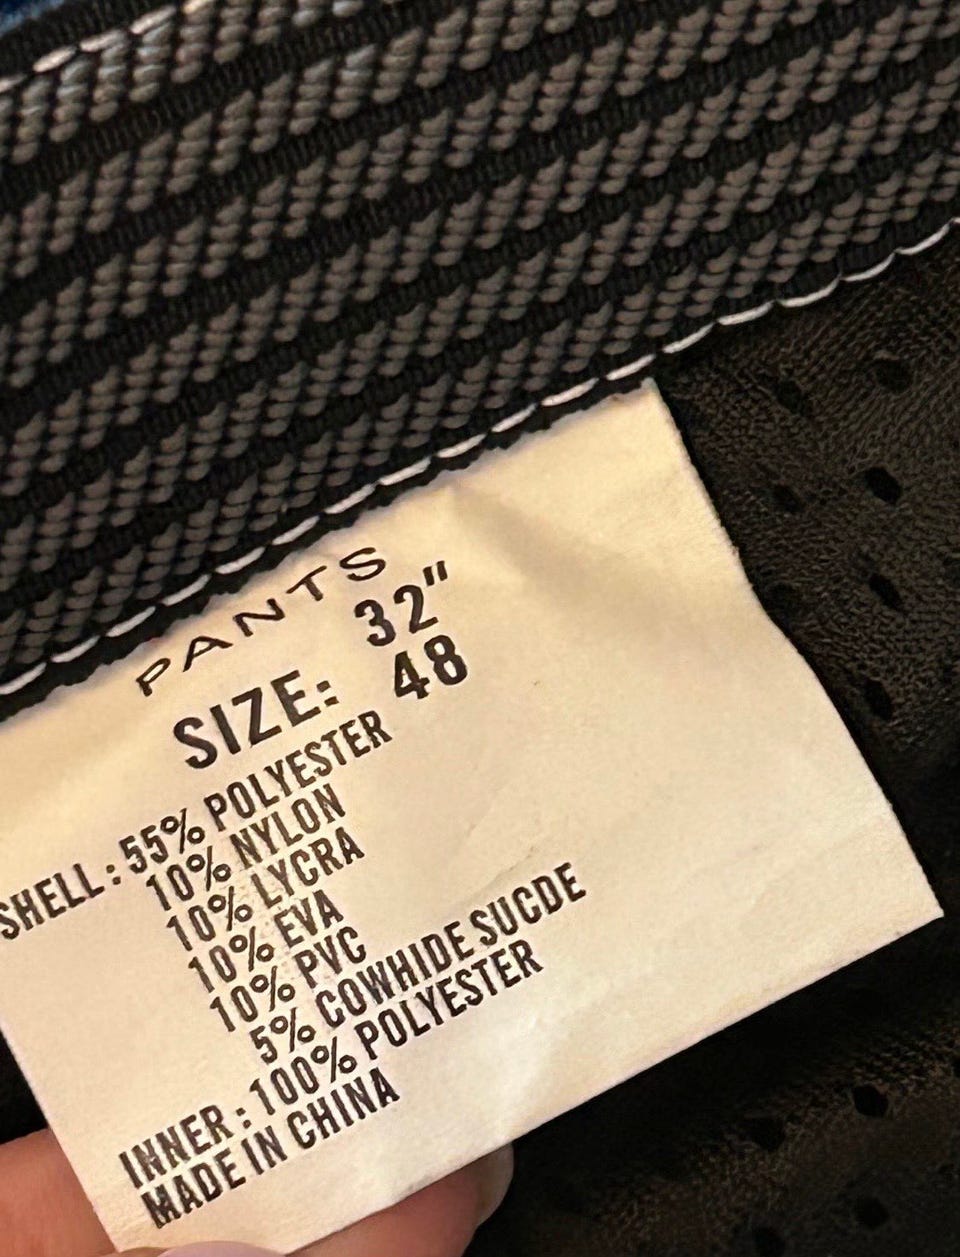 PANTS
SIZE: 32"
48
SHELL: 55% POLYESTER
10% NYLON
10% LYCRA
10% EVA
10% PVC
5% COWHIDE SUCDE
INNER: 100% POLYESTER
MADE IN CHINA